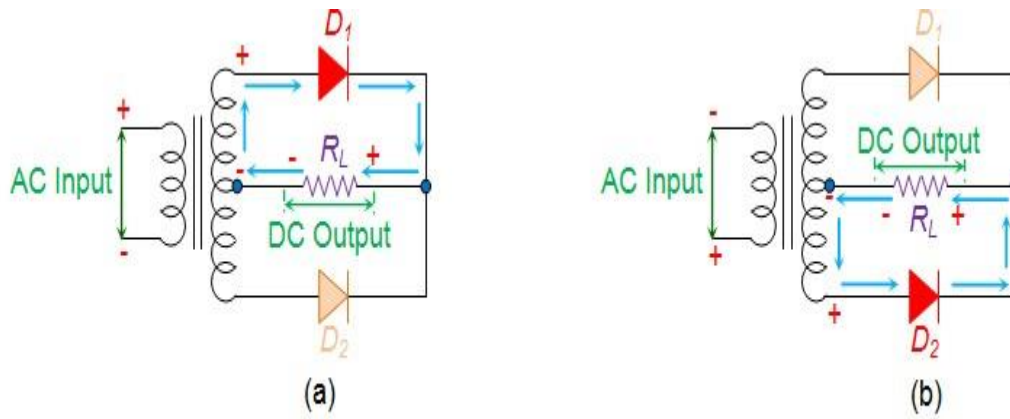 D1
+
+
-
RL
+
-
AC Input
DC Output
-
D2
(a)
D1
-
DC Output
AC Input
-
-
+
RL
+
+
D2
(b)